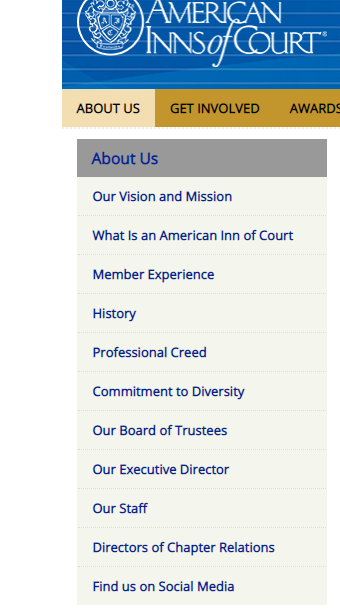 AMERICAN
INNS of COURT®
ABOUT US GET INVOLVED AWARDS
About Us
Our Vision and Mission
What Is an American Inn of Court
Member Experience
History
Professional Creed
Commitment to Diversity
Our Board of Trustees
Our Executive Director
Our Staff
Directors of Chapter Relations
Find us on Social Media